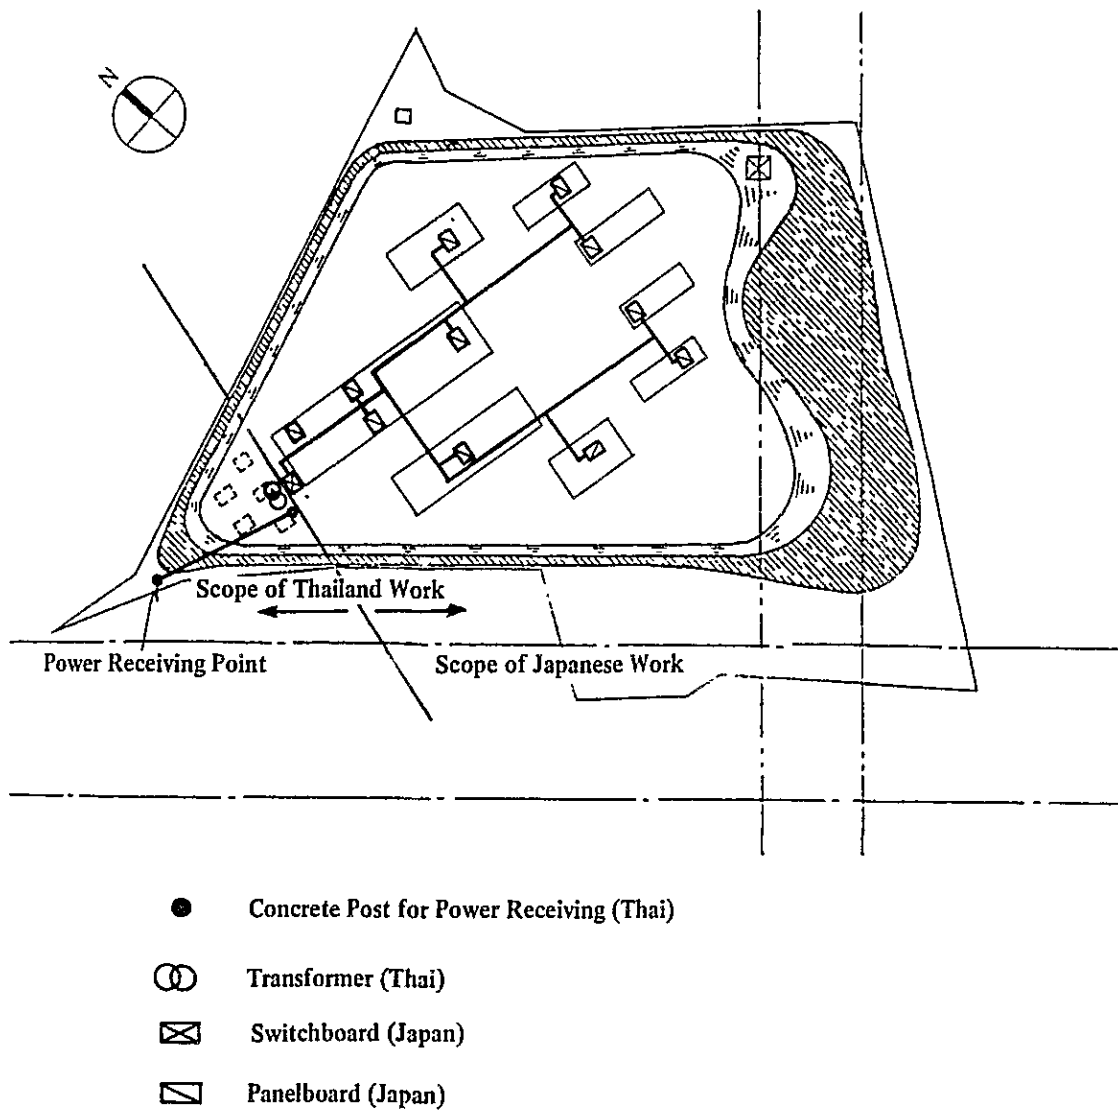 N
Scope of Thailand Work
Power Receiving Point
Scope of Japanese Work
Concrete Post for Power Receiving (Thai)
Transformer (Thai)
Switchboard (Japan)
Panelboard (Japan)